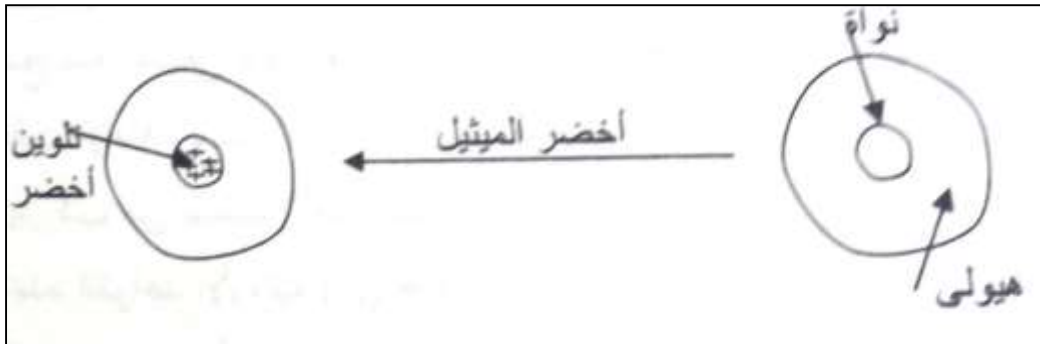 نواة
أخضر الميثيل
تلوين
أخضر
هيولى